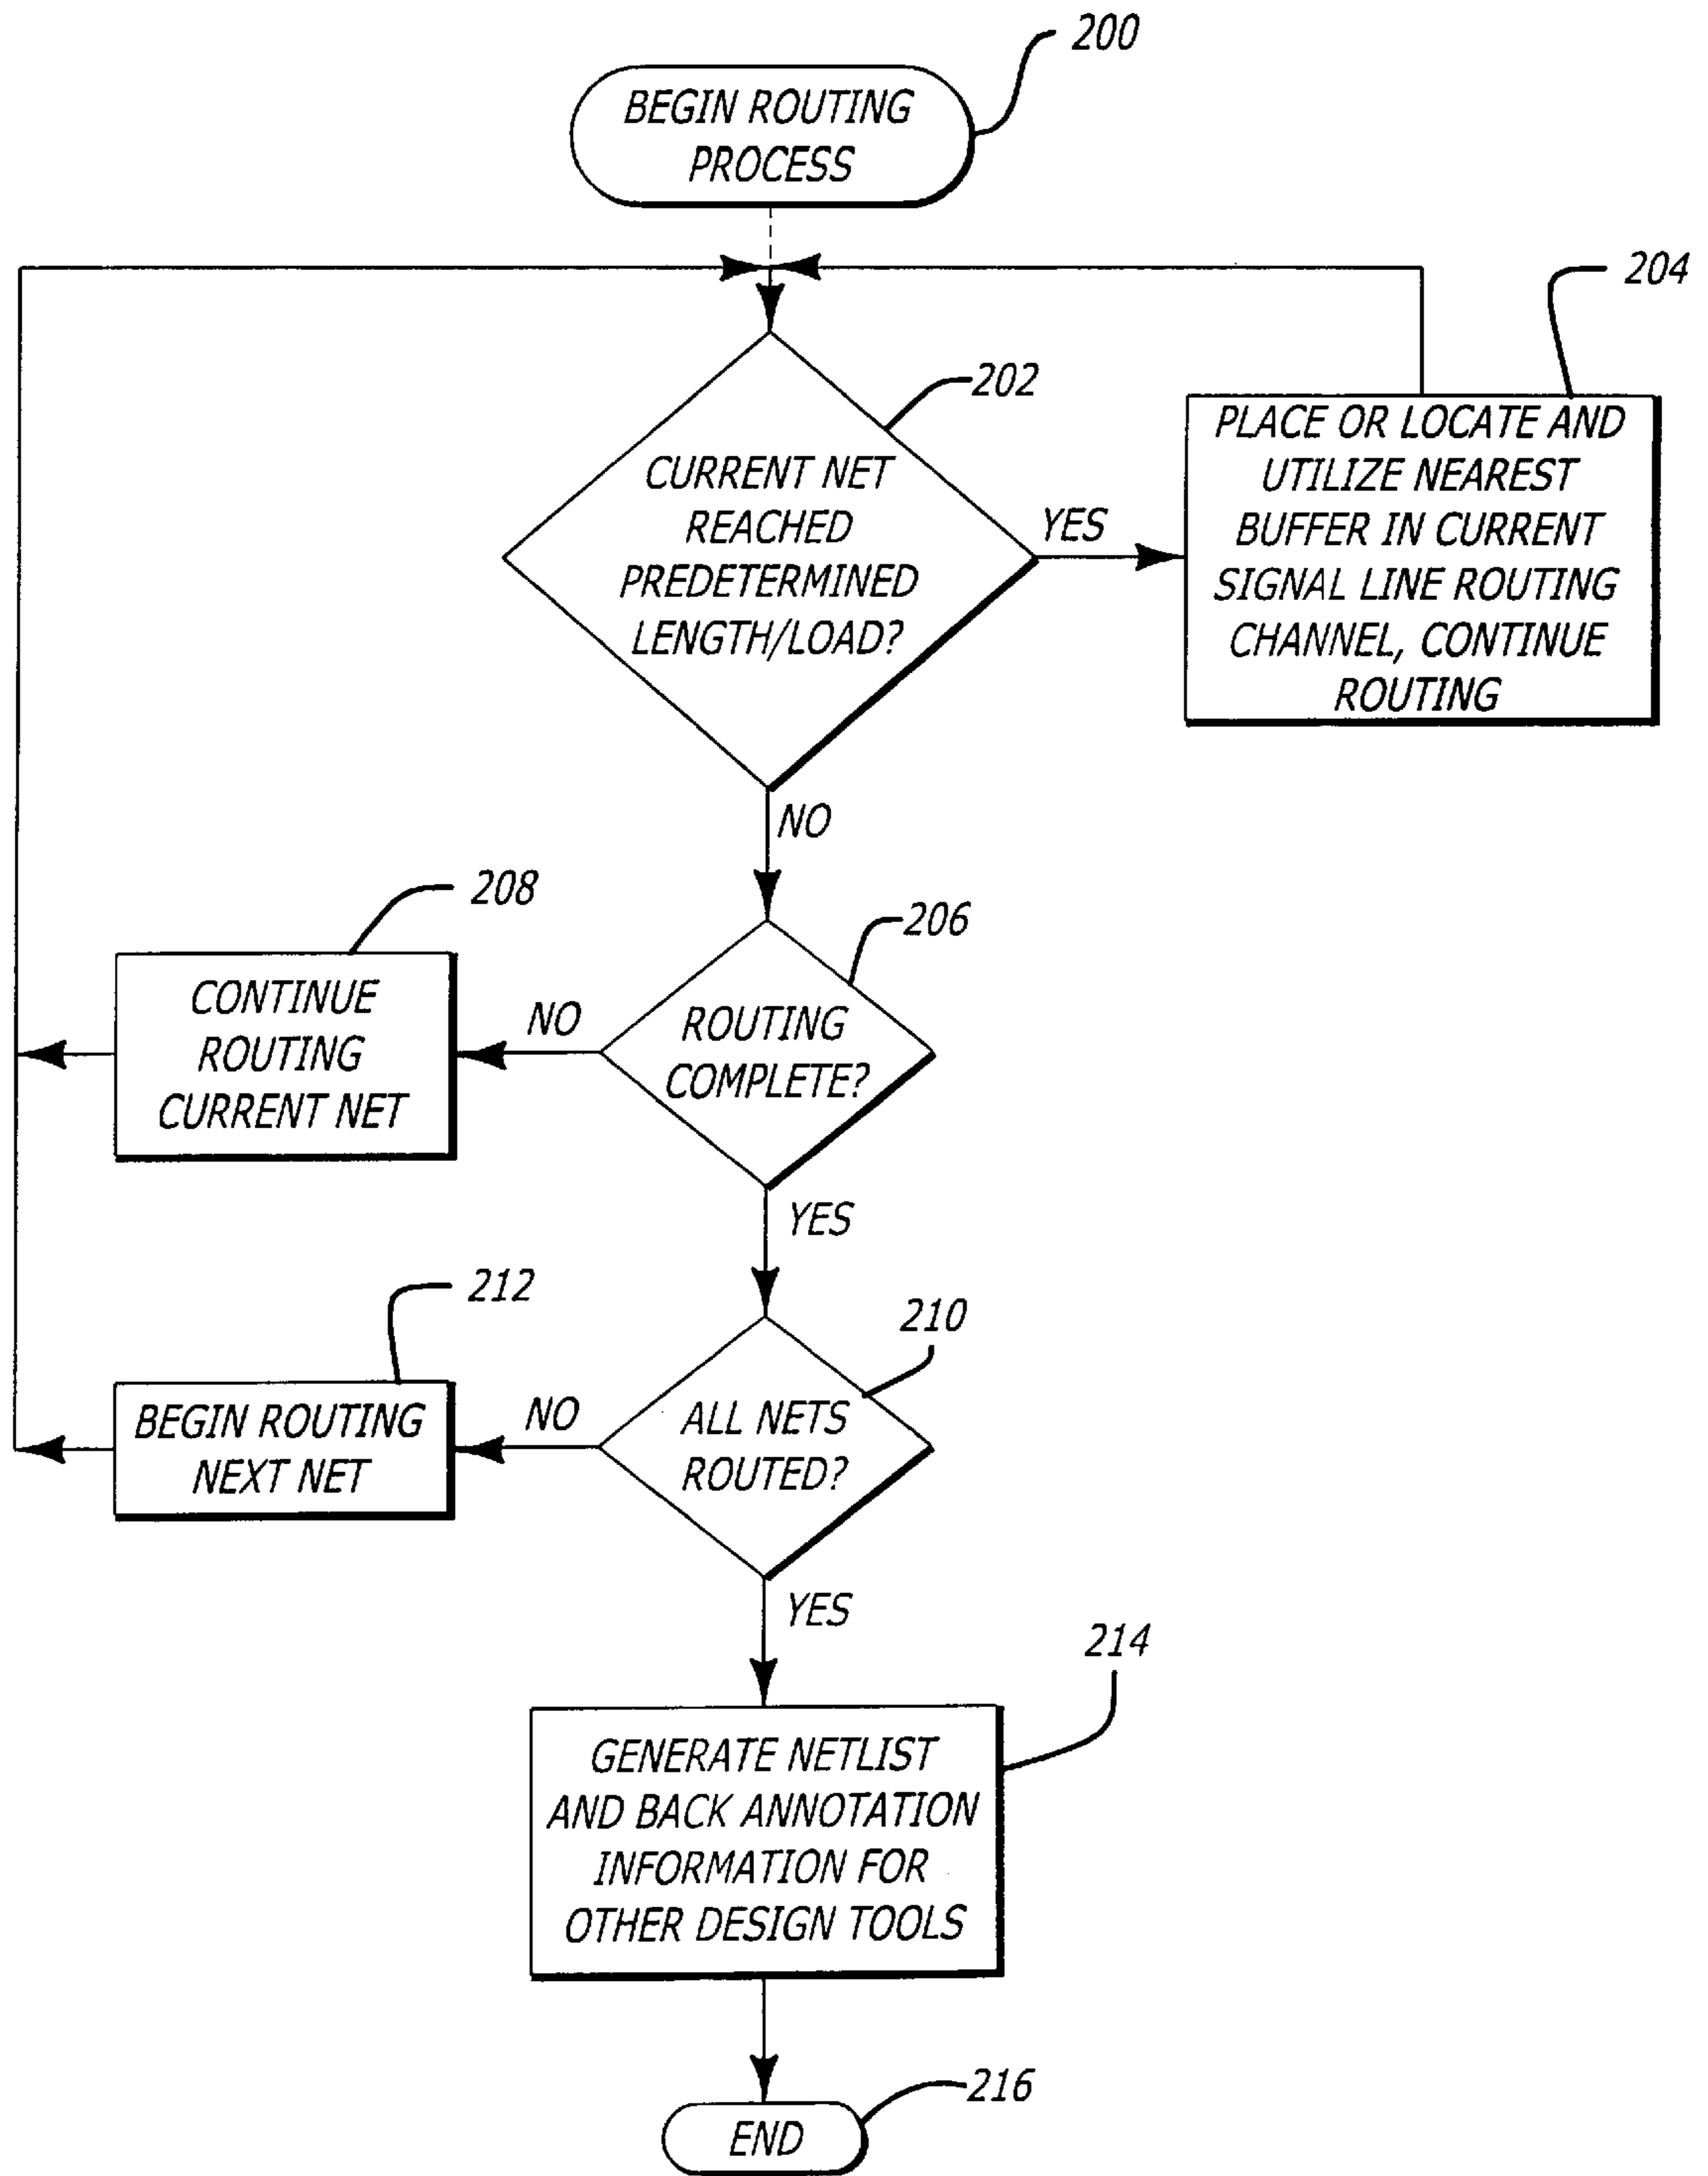 200
BEGIN ROUTING
PROCESS
204
202
PLACE OR LOCATE AND
UTILIZE NEAREST
BUFFER IN CURRENT
SIGNAL LINE ROUTING
CHANNEL, CONTINUE
ROUTING
CURRENT NET
REACHED
PREDETERMINED
LENGTH/LOAD?
YES
NO
208
206
CONTINUE
ROUTING
CURRENT NET
NO
ROUTING
COMPLETE?
YES
212
210
BEGIN ROUTING
NEXT NET
NO
ALL NETS
ROUTED?
YES
214
GENERATE NETLIST
AND BACK ANNOTATION
INFORMATION FOR
OTHER DESIGN TOOLS
216
END